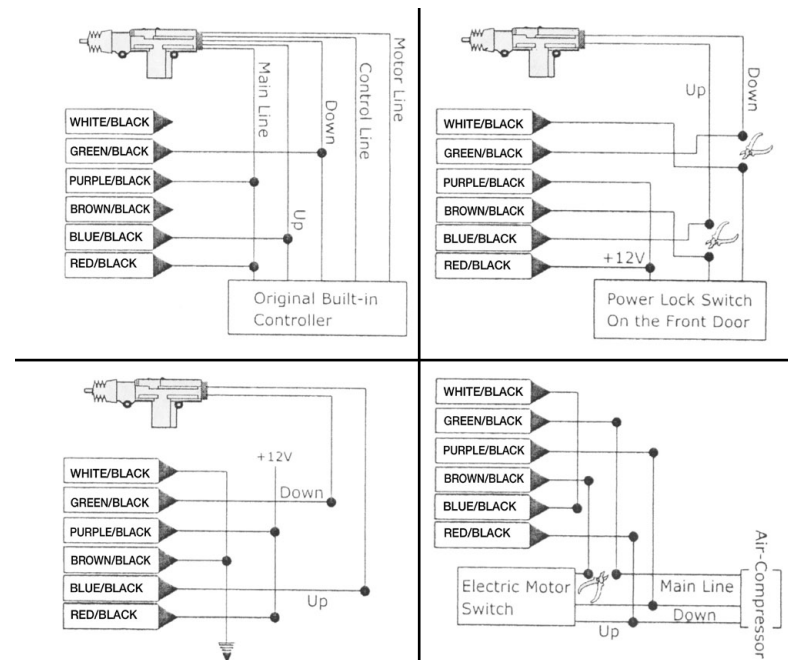 Main Line
Down
Control Line
Motor Line
WHITE/BLACK
GREEN/BLACK
PURPLE/BLACK
BROWN/BLACK
BLUE/BLACK
RED/BLACK
Up
Original Built-in
Controller
Up
Down
WHITE/BLACK
GREEN/BLACK
PURPLE/BLACK
BROWN/BLACK
BLUE/BLACK
RED/BLACK
+12V
Power Lock Switch
On the Front Door
+12V
WHITE/BLACK
GREEN/BLACK
Down
PURPLE/BLACK
BROWN/BLACK
BLUE/BLACK
Up
RED/BLACK
WHITE/BLACK
GREEN/BLACK
PURPLE/BLACK
BROWN/BLACK
BLUE/BLACK
RED/BLACK
Electric Motor
Switch
Main Line
Down
Up
Air-Compressor